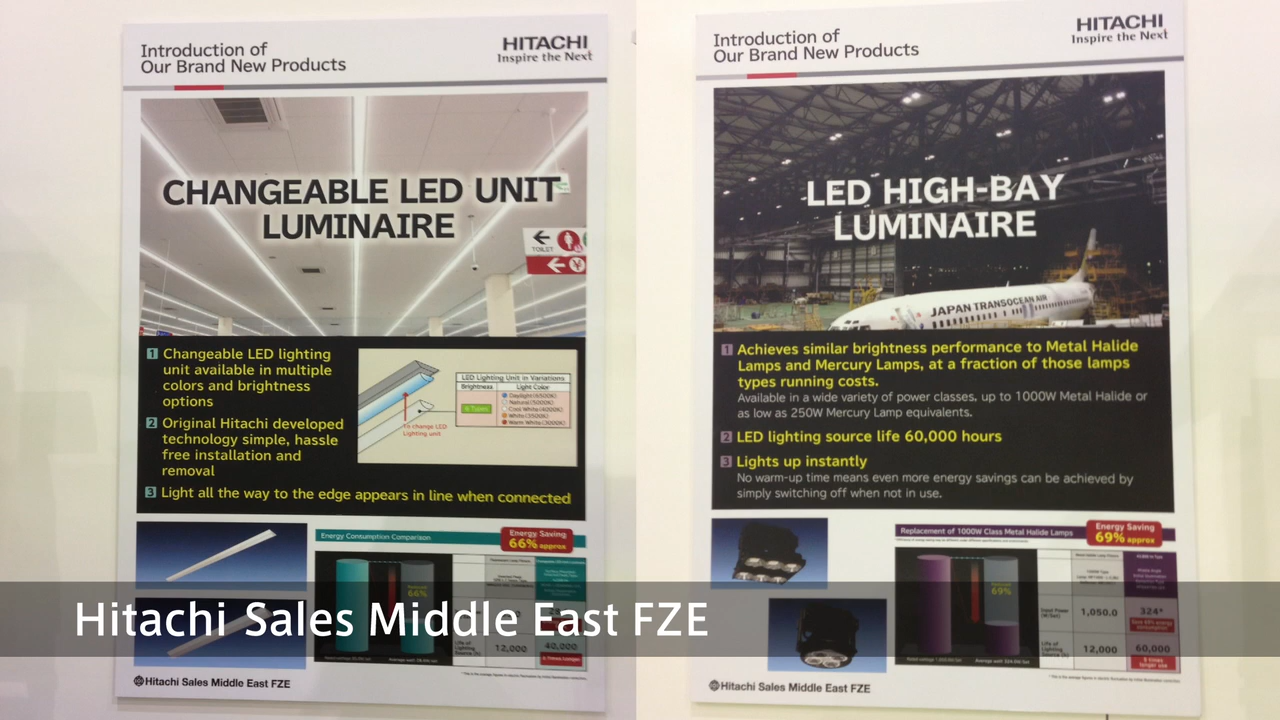 Introduction of
Our Brand New Products
HITACHI
Inspire the Next
CHANGEABLE LED UNIT
LUMINAIRE
TOILET
1 Changeable LED lighting
unit available in multiple
colors and brightness
options
2 Original Hitachi developed
technology simple, hassle
free installation and
removal
3 Light all the way to the edge appears in line when connected
LED Lighting Unit in Variations
Brightness Light Color
Daylight (6500K)
Natural (5000K)
Cool White (4000K)
White (3500K)
Warm White (3000K)
To change LED
Lighting unit
Energy Consumption Comparison
Energy Saving
66% approx
66%
12,000 40,000
Hitachi Sales Middle East FZE
Introduction of
Our Brand New Products
HITACHI
Inspire the Next
LED HIGH-BAY
LUMINAIRE
JAPAN TRANSOCEAN AIR
1 Achieves similar brightness performance to Metal Halide
Lamps and Mercury Lamps, at a fraction of those lamps
types running costs.
Available in a wide variety of power classes, up to 1000W Metal Halide or
as low as 250W Mercury Lamp equivalents.
2 LED lighting source life 60,000 hours
3 Lights up instantly
No warm-up time means even more energy savings can be achieved by
simply switching off when not in use.
Replacement of 1000W Class Metal Halide Lamps
Energy Saving
69% approx
69%
1,050.0 324*
12,000 60,000
5 times
longer use
Hitachi Sales Middle East FZE
Hitachi Sales Middle East FZE